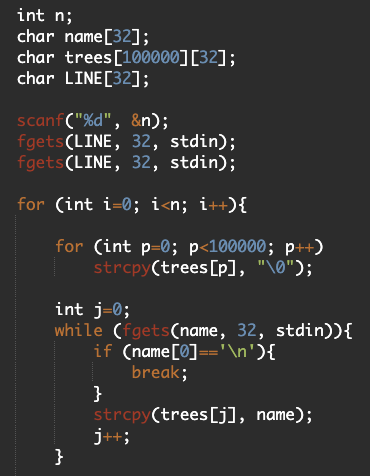 int n;
char name[32];
char trees[100000][32];
char LINE[32];

scanf("%d", &n);
fgets(LINE, 32, stdin);
fgets(LINE, 32, stdin);

for (int i=0; i<n; i++){

    for (int p=0; p<100000; p++)
        strcpy(trees[p], "\0");

    int j=0;
    while (fgets(name, 32, stdin)){
        if (name[0]=='\n'){
            break;
        }
        strcpy(trees[j], name);
        j++;
    }